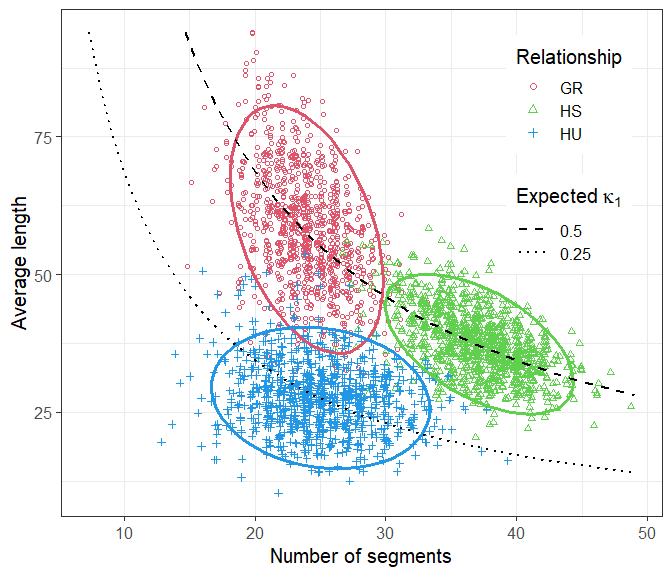 Relationship
GR
HS
HU
Expected κ₁
0.5
0.25
75
50
25
Average length
10 20 30 40 50
Number of segments